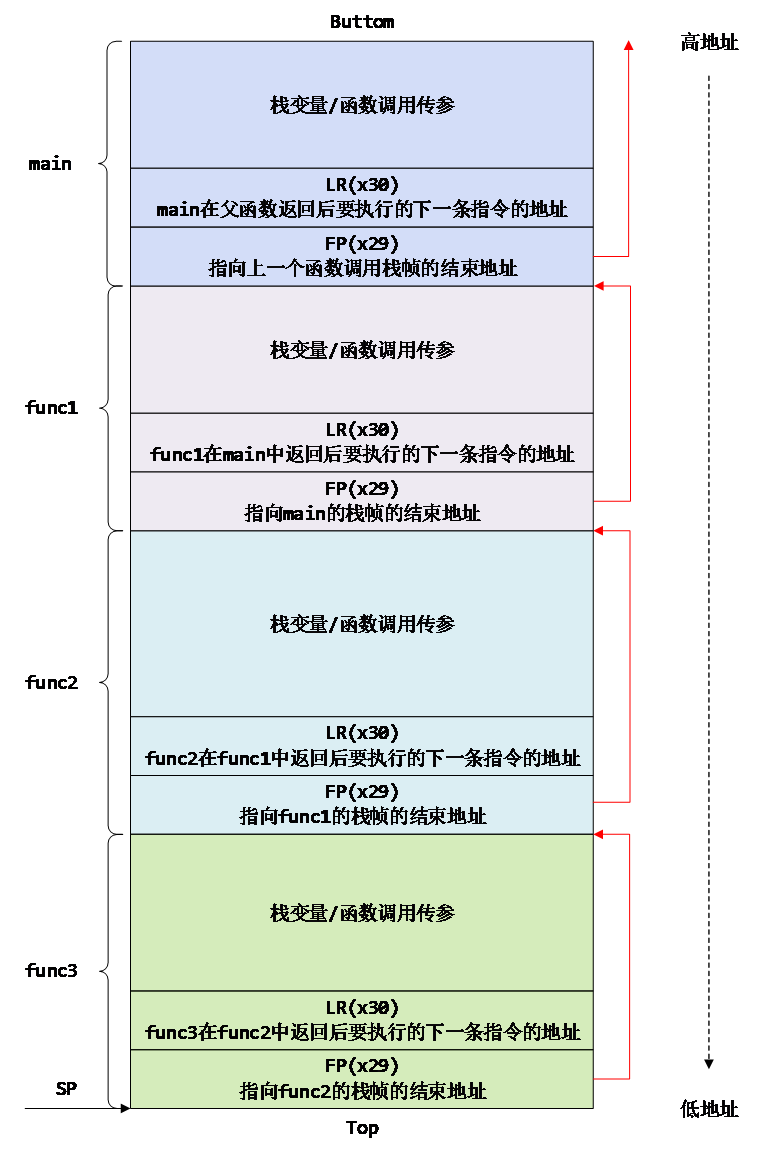 Buttom
高地址
栈变量/函数调用传参
main
LR(x30)
main在父函数返回后要执行的下一条指令的地址
FP(x29)
指向上一个函数调用栈帧的结束地址
栈变量/函数调用传参
func1
LR(x30)
func1在main中返回后要执行的下一条指令的地址
FP(x29)
指向main的栈帧的结束地址
栈变量/函数调用传参
func2
LR(x30)
func2在func1中返回后要执行的下一条指令的地址
FP(x29)
指向func1的栈帧的结束地址
栈变量/函数调用传参
func3
LR(x30)
func3在func2中返回后要执行的下一条指令的地址
FP(x29)
指向func2的栈帧的结束地址
SP
低地址
Top